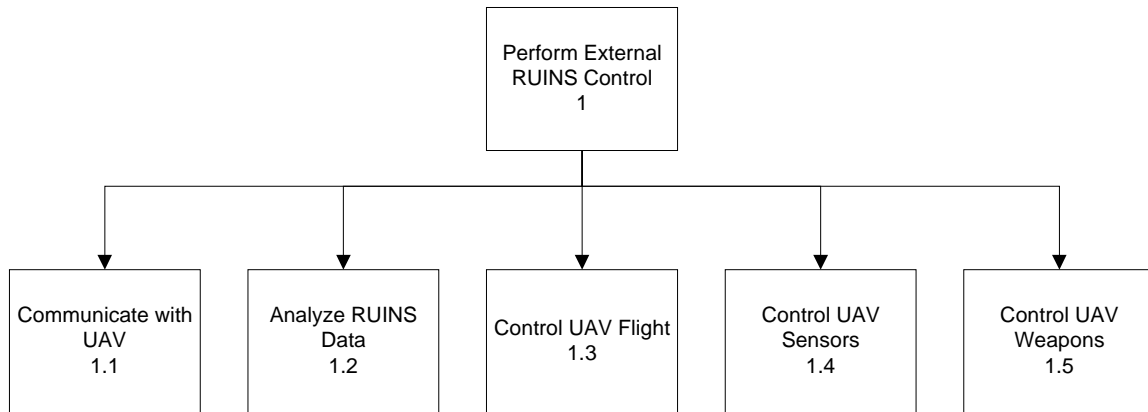 Perform External
RUINS Control
1
Communicate with
UAV
1.1
Analyze RUINS
Data
1.2
Control UAV Flight
1.3
Control UAV
Sensors
1.4
Control UAV
Weapons
1.5